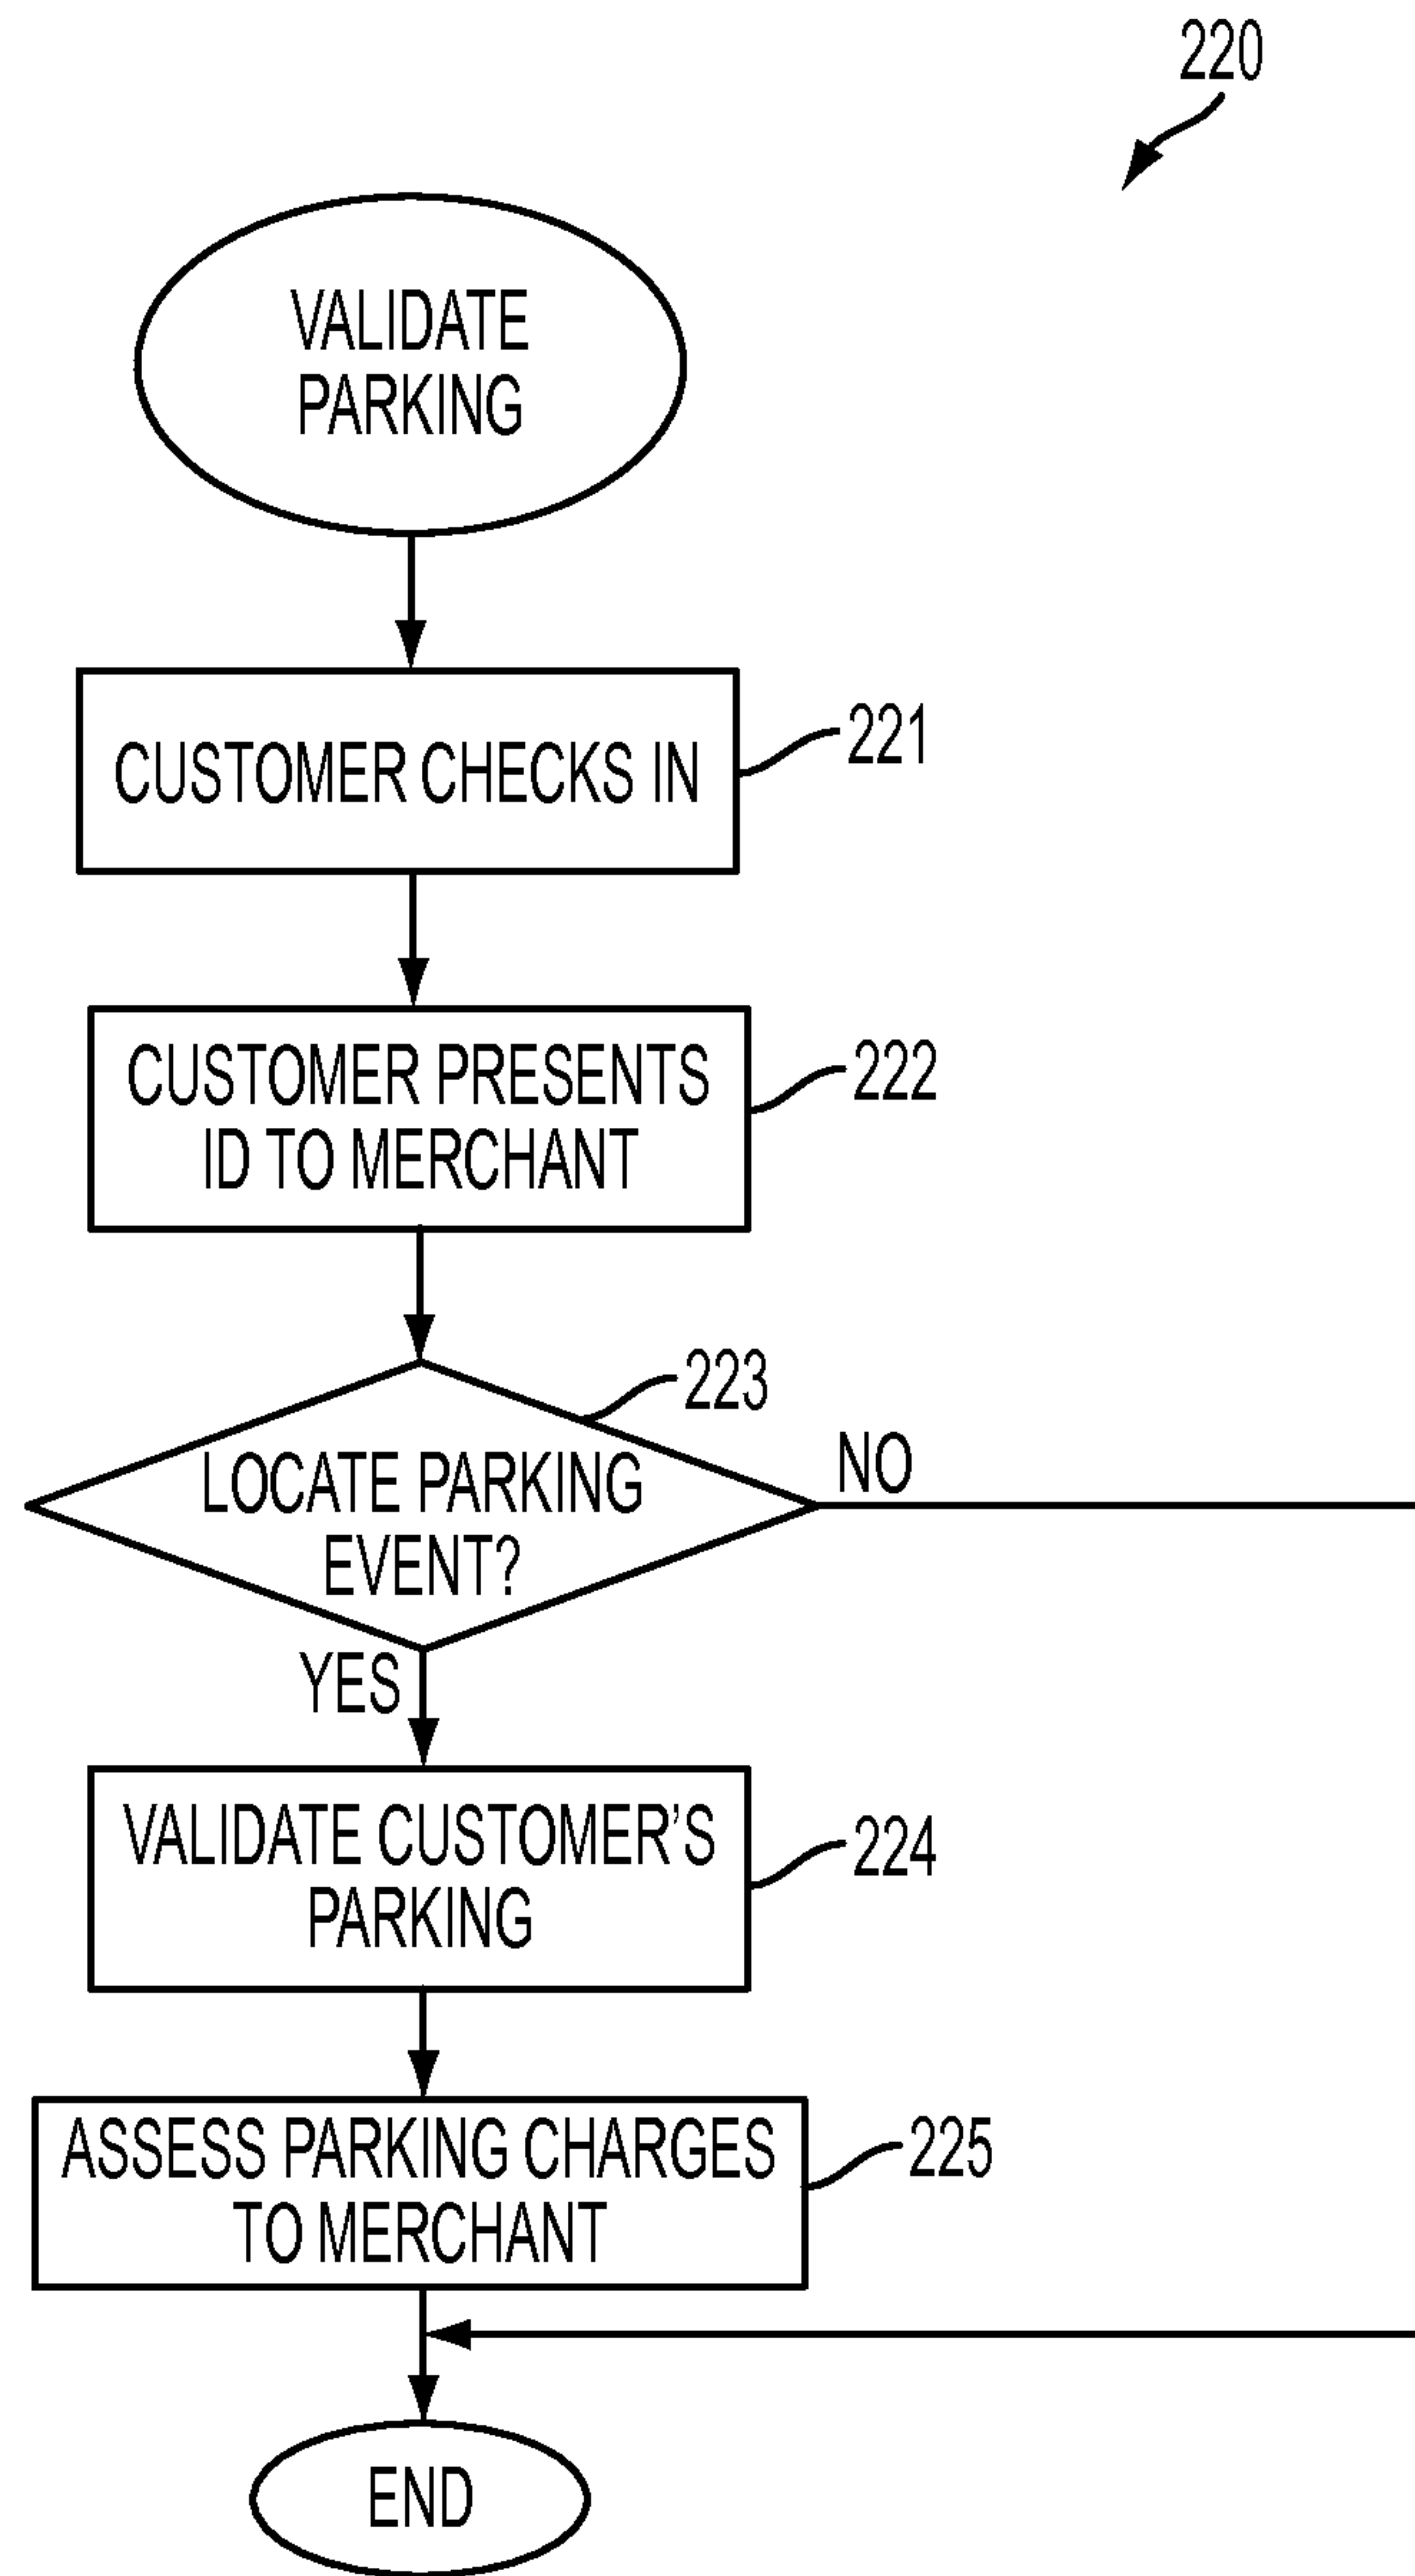 220
VALIDATE
PARKING
CUSTOMER CHECKS IN
221
CUSTOMER PRESENTS
ID TO MERCHANT
222
223
LOCATE PARKING
EVENT?
NO
YES
VALIDATE CUSTOMER'S
PARKING
224
ASSESS PARKING CHARGES
TO MERCHANT
225
END